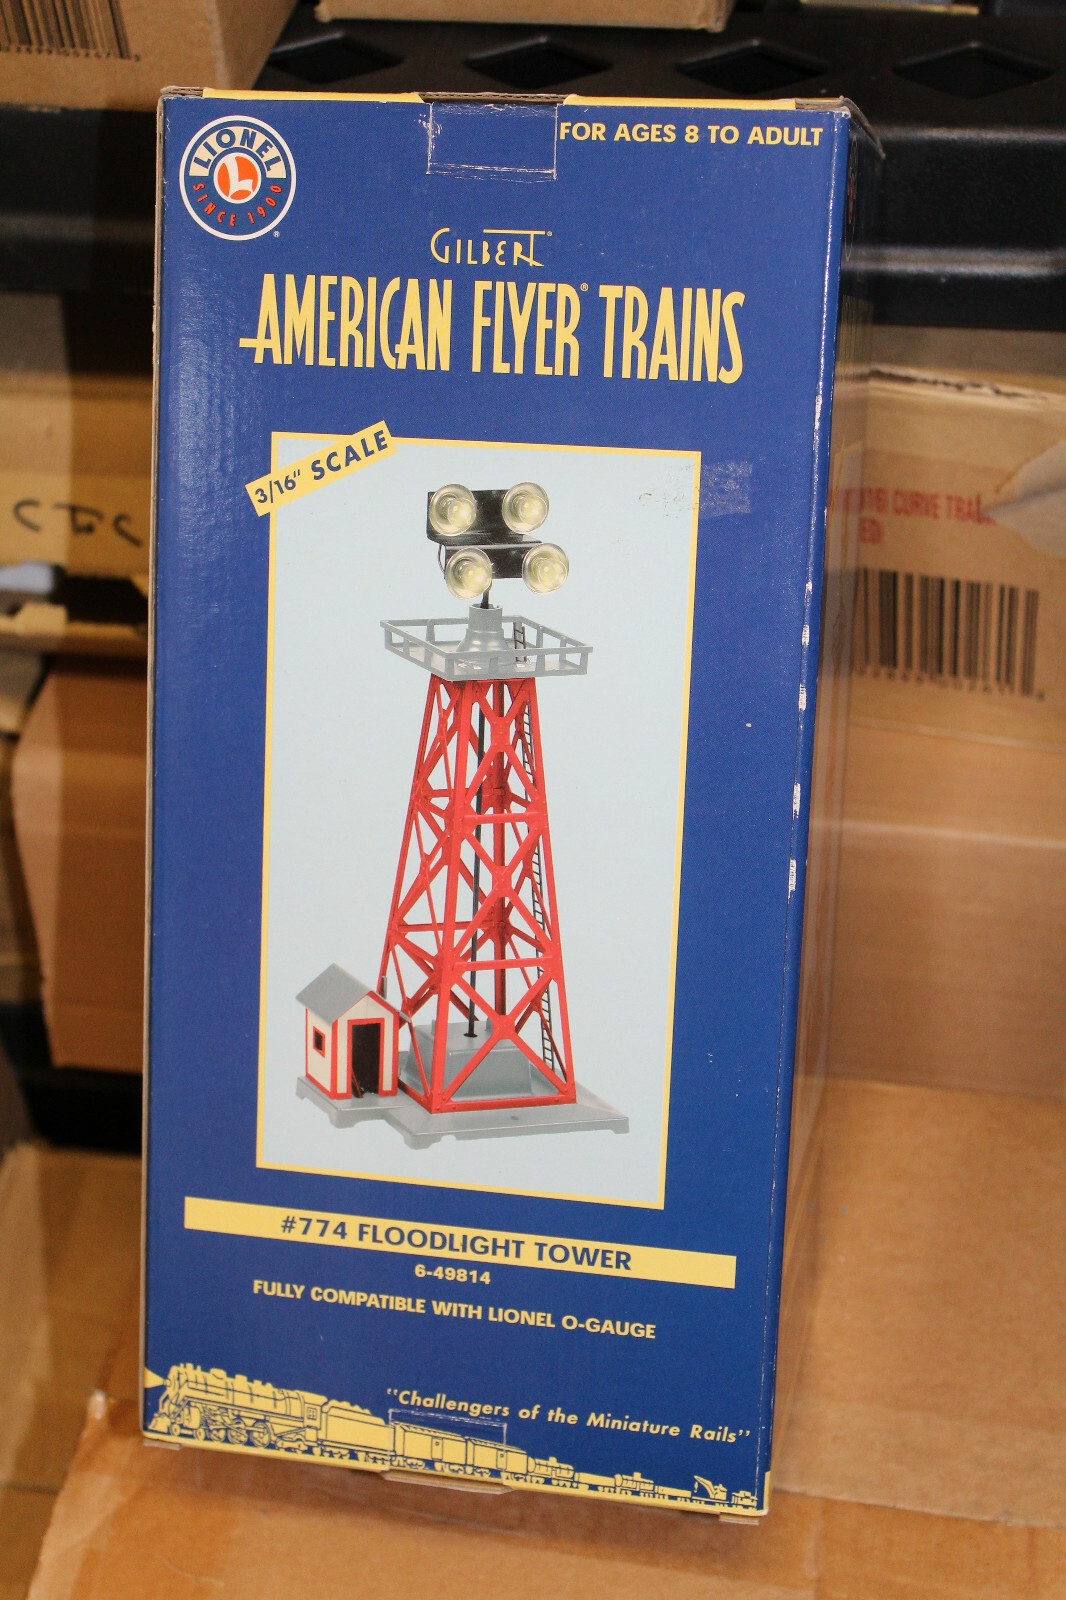 LIONEL
SINCE 1900
®
FOR AGES 8 TO ADULT
GILBERT®
AMERICAN FLYER® TRAINS
3/16" SCALE
#774 FLOODLIGHT TOWER
6-49814
FULLY COMPATIBLE WITH LIONEL O-GAUGE
"Challengers of the Miniature Rails"
CURVE